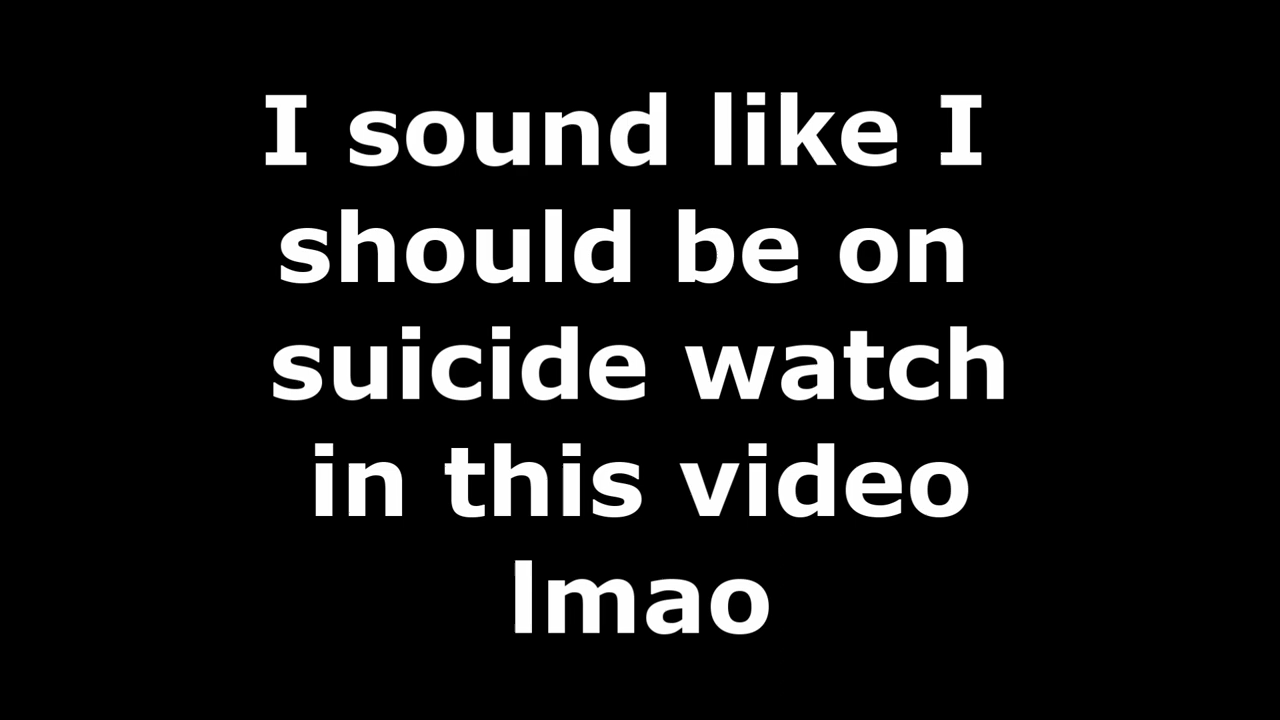 I sound like I
should be on
suicide watch
in this video
lmao